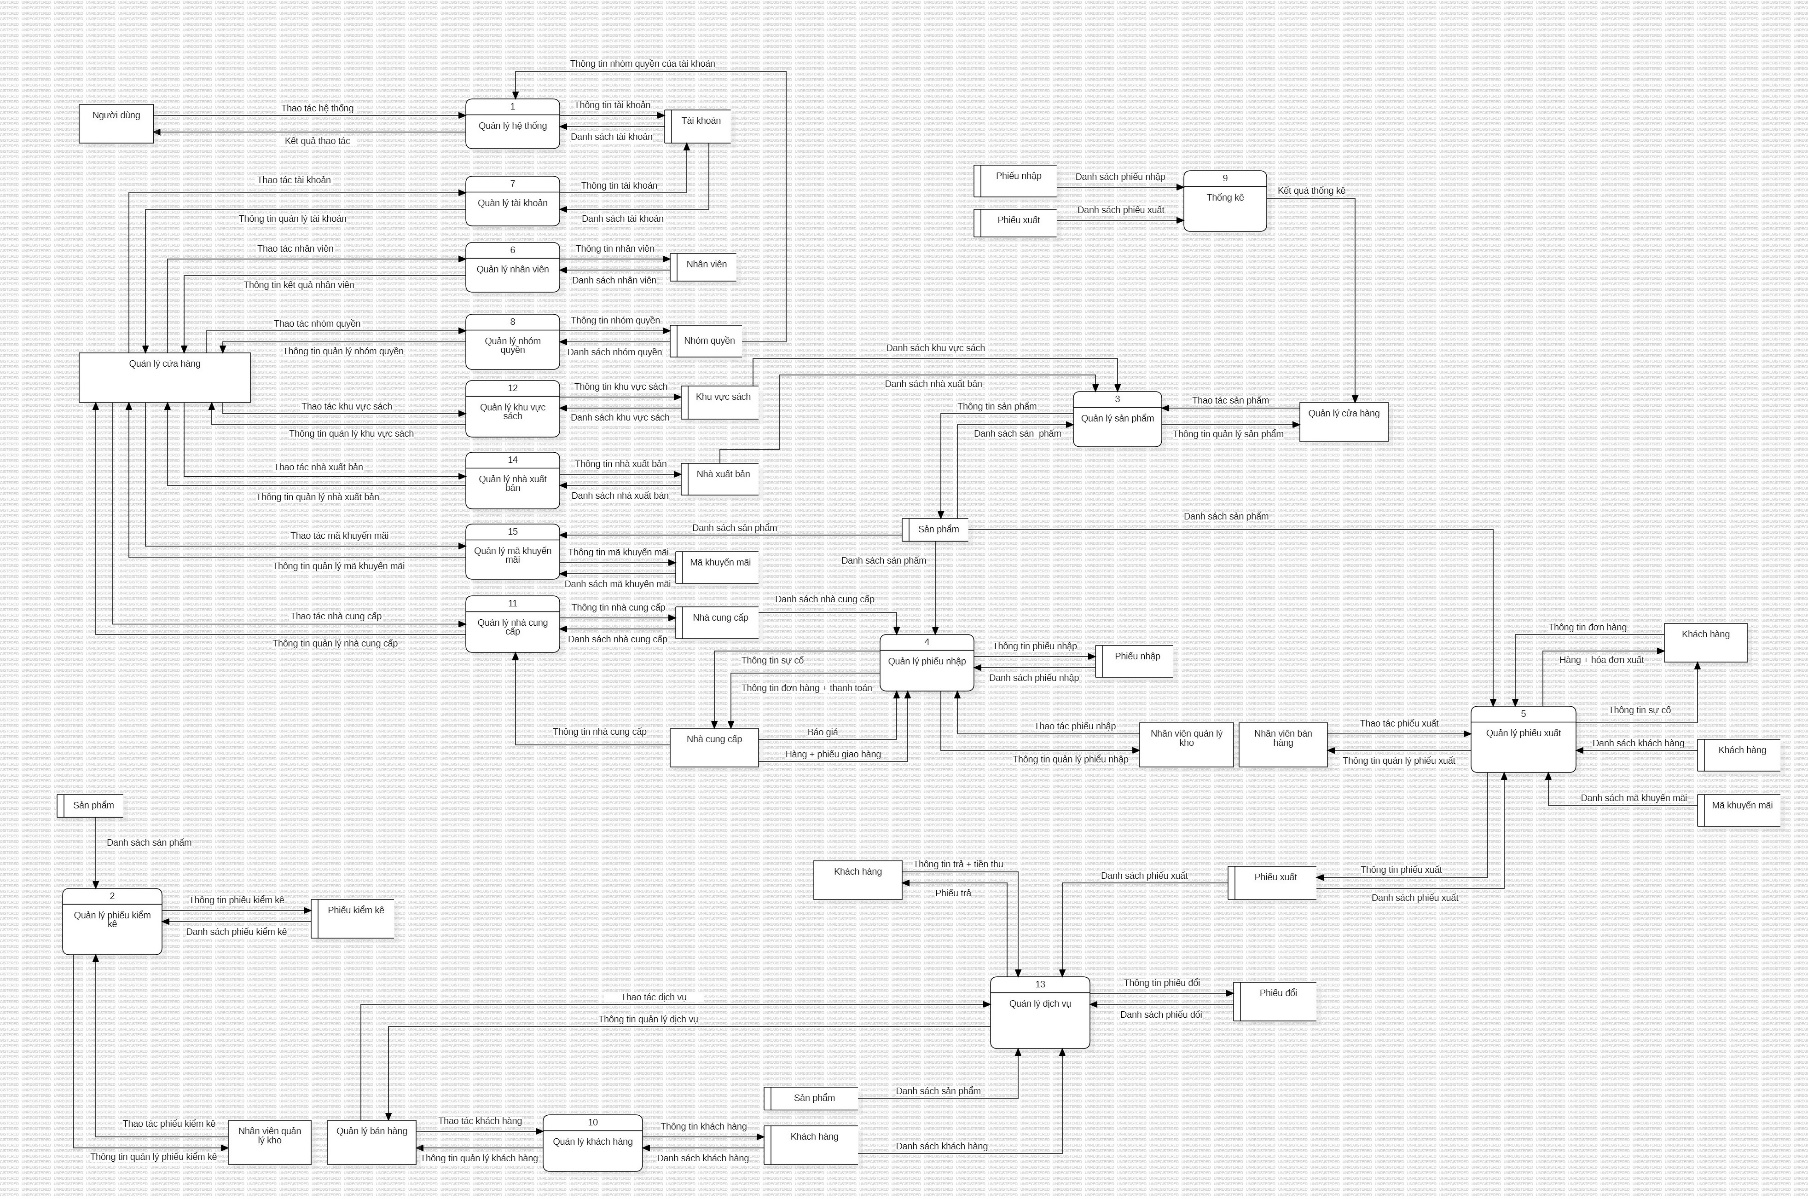 Thông tin nhóm quyền của tài khoản
Người dùng
Thao tác hệ thống
Kết quả thao tác
1
Quản lý hệ thống
Thông tin tài khoản
Danh sách tài khoản
Tài khoản
Thao tác tài khoản
Thông tin quản lý tài khoản
7
Quản lý tài khoản
Thông tin tài khoản
Danh sách tài khoản
Phiếu nhập
Danh sách phiếu nhập
Phiếu xuất
Danh sách phiếu xuất
9
Thống kê
Kết quả thống kê
Thao tác nhân viên
Thông tin kết quả nhân viên
6
Quản lý nhân viên
Thông tin nhân viên
Danh sách nhân viên
Nhân viên
Thao tác nhóm quyền
Thông tin quản lý nhóm quyền
8
Quản lý nhóm
quyền
Thông tin nhóm quyền
Danh sách nhóm quyền
Nhóm quyền
Quản lý cửa hàng
Danh sách khu vực sách
Danh sách nhà xuất bản
Thao tác khu vực sách
Thông tin quản lý khu vực sách
12
Quản lý khu vực
sách
Thông tin khu vực sách
Danh sách khu vực sách
Khu vực sách
Thông tin sản phẩm
Danh sách sản phẩm
3
Quản lý sản phẩm
Thao tác sản phẩm
Thông tin quản lý sản phẩm
Quản lý cửa hàng
Thao tác nhà xuất bản
Thông tin quản lý nhà xuất bản
14
Quản lý nhà xuất
bản
Thông tin nhà xuất bản
Danh sách nhà xuất bản
Nhà xuất bản
Thao tác mã khuyến mãi
Thông tin quản lý mã khuyến mãi
15
Quản lý mã khuyến
mãi
Danh sách sản phẩm
Thông tin mã khuyến mãi
Danh sách mã khuyến mãi
Mã khuyến mãi
Sản phẩm
Danh sách sản phẩm
Danh sách sản phẩm
Thao tác nhà cung cấp
Thông tin quản lý nhà cung cấp
11
Quản lý nhà cung
cấp
Thông tin nhà cung cấp
Danh sách nhà cung cấp
Nhà cung cấp
Danh sách nhà cung cấp
4
Quản lý phiếu nhập
Thông tin phiếu nhập
Danh sách phiếu nhập
Phiếu nhập
Thông tin sự cố
Thông tin đơn hàng + thanh toán
Thông tin nhà cung cấp
Nhà cung cấp
Báo giá
Hàng + phiếu giao hàng
Thao tác phiếu nhập
Thông tin quản lý phiếu nhập
Nhân viên quản lý
kho
Nhân viên bán
hàng
Thao tác phiếu xuất
Thông tin quản lý phiếu xuất
5
Quản lý phiếu xuất
Thông tin đơn hàng
Hàng + hóa đơn xuất
Khách hàng
Thông tin sự cố
Danh sách khách hàng
Khách hàng
Danh sách mã khuyến mãi
Mã khuyến mãi
Sản phẩm
Danh sách sản phẩm
2
Quản lý phiếu kiểm
kê
Thông tin phiếu kiểm kê
Danh sách phiếu kiểm kê
Phiếu kiểm kê
Khách hàng
Thông tin trả + tiền thu
Phiếu trả
Danh sách phiếu xuất
Phiếu xuất
Thông tin phiếu xuất
Danh sách phiếu xuất
Thao tác dịch vụ
Thông tin quản lý dịch vụ
13
Quản lý dịch vụ
Thông tin phiếu đổi
Danh sách phiếu đổi
Phiếu đổi
Sản phẩm
Danh sách sản phẩm
Thao tác phiếu kiểm kê
Thông tin quản lý phiếu kiểm kê
Nhân viên quản
lý kho
Quản lý bán hàng
Thao tác khách hàng
Thông tin quản lý khách hàng
10
Quản lý khách hàng
Thông tin khách hàng
Danh sách khách hàng
Khách hàng
Danh sách khách hàng